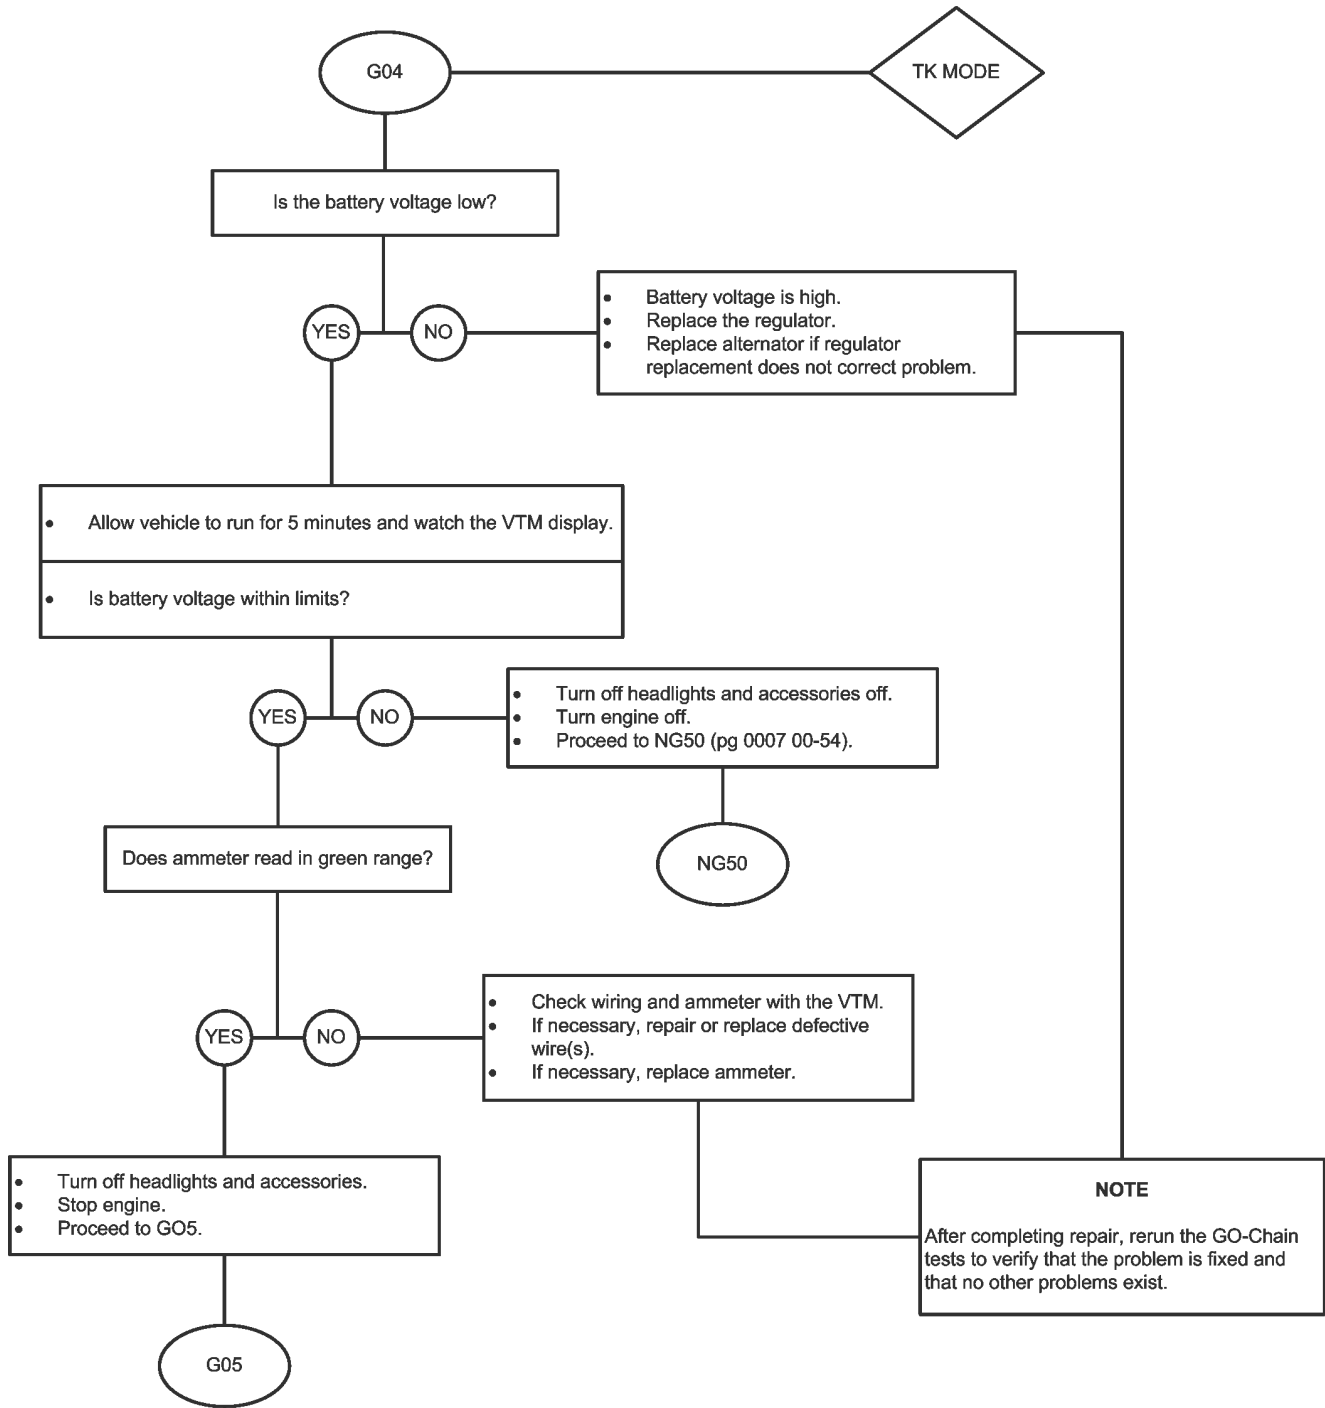 G04
TK MODE
Is the battery voltage low?
YES
NO
• Battery voltage is high.
• Replace the regulator.
• Replace alternator if regulator
replacement does not correct problem.
• Allow vehicle to run for 5 minutes and watch the VTM display.
• Is battery voltage within limits?
YES
NO
• Turn off headlights and accessories off.
• Turn engine off.
• Proceed to NG50 (pg 0007 00-54).
NG50
Does ammeter read in green range?
YES
NO
• Check wiring and ammeter with the VTM.
• If necessary, repair or replace defective
wire(s).
• If necessary, replace ammeter.
• Turn off headlights and accessories.
• Stop engine.
• Proceed to GO5.
G05
NOTE
After completing repair, rerun the GO-Chain
tests to verify that the problem is fixed and
that no other problems exist.